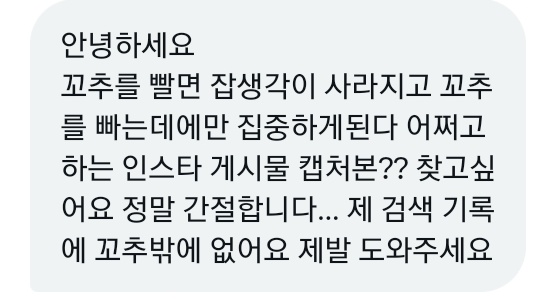 안녕하세요
꼬추를 빨면 잡생각이 사라지고 꼬추
를 빠는데에만 집중하게된다 어쩌고
하는 인스타 게시물 캡처본?? 찾고싶
어요 정말 간절합니다... 제 검색 기록
에 꼬추밖에 없어요 제발 도와주세요